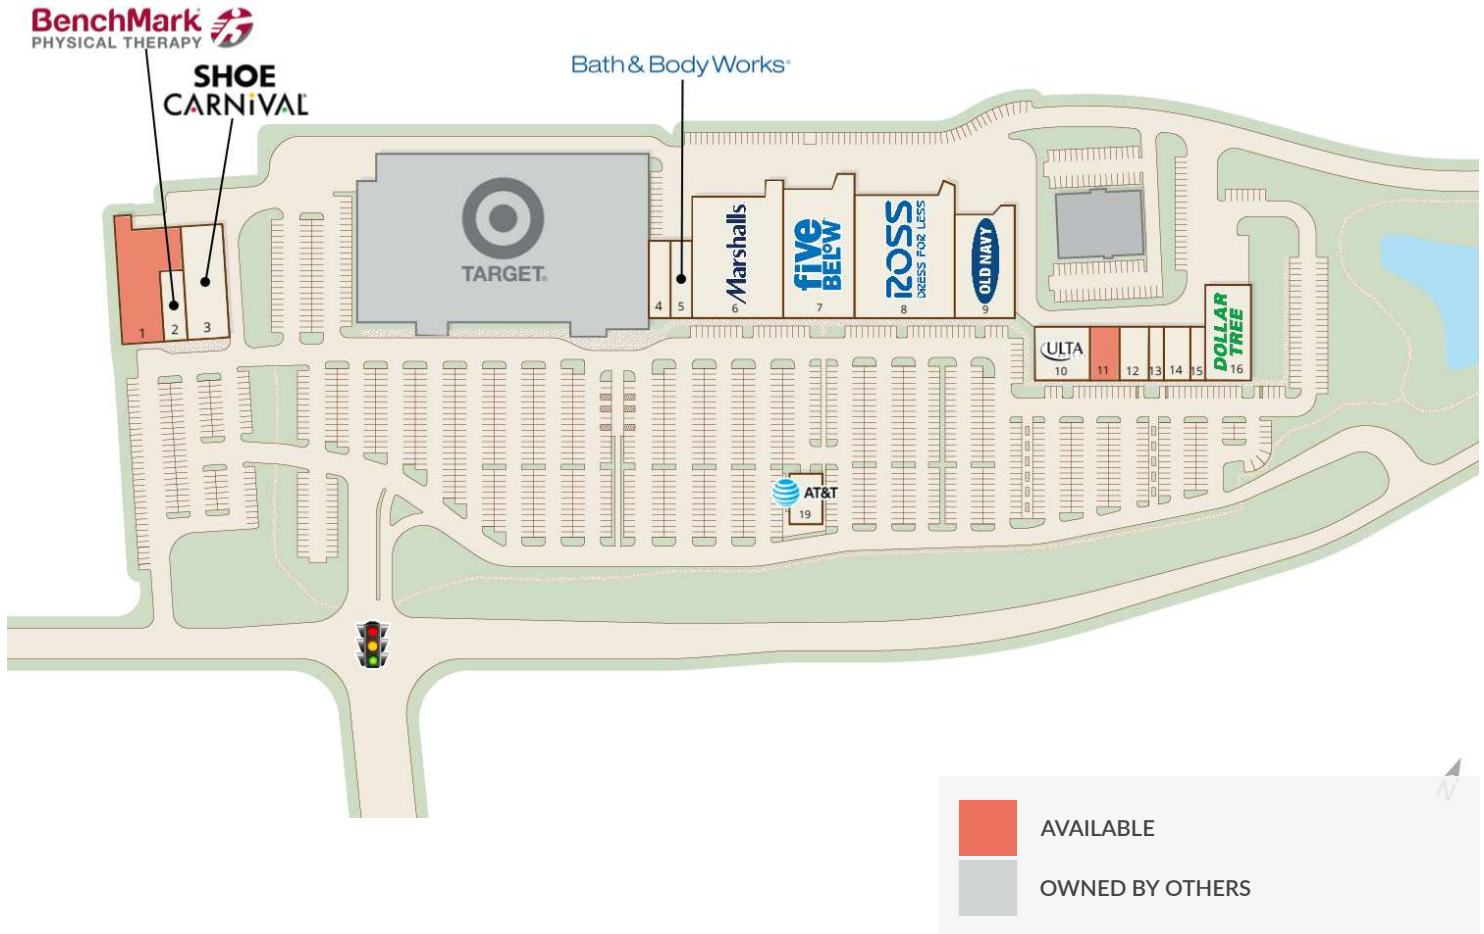 BenchMark
PHYSICAL THERAPY
SHOE
CARNiVAL
Bath & Body Works®
TARGET®
Marshalls
five
BELOW
ROSS
DRESS FOR LESS
OLD NAVY
1
2
3
4
5
6
7
8
9
ULTA
10
11
12
13
14
15
16
DOLLAR
TREE
AT&T
19
N
AVAILABLE
OWNED BY OTHERS